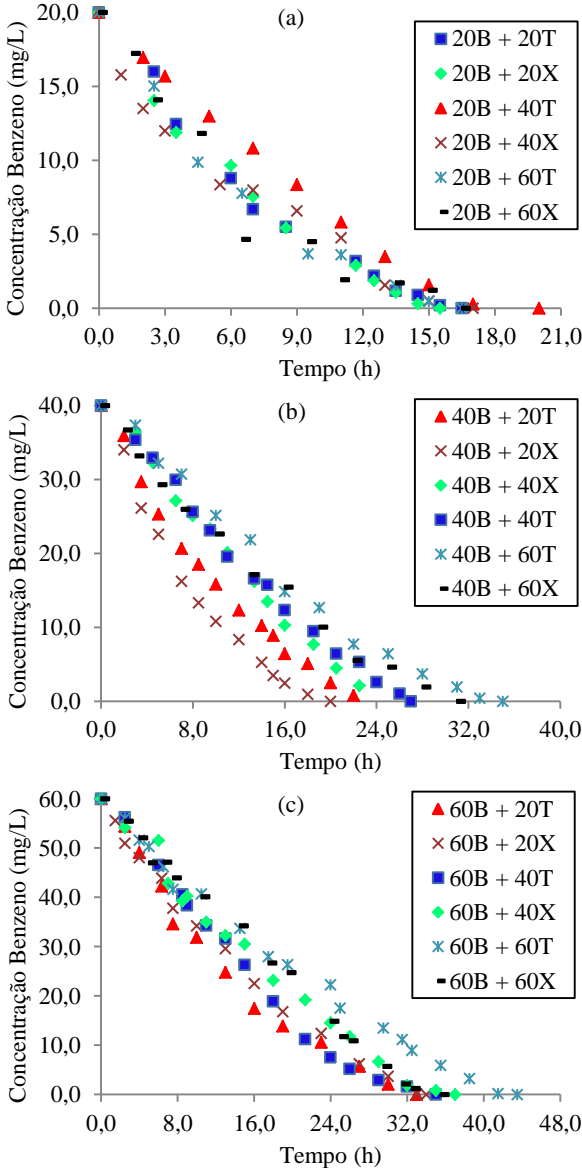 (a)
Concentração Benzeno (mg/L)
20,0
15,0
10,0
5,0
0,0
0,0 3,0 6,0 9,0 12,0 15,0 18,0 21,0
Tempo (h)
20B + 20T
20B + 20X
20B + 40T
20B + 40X
20B + 60T
20B + 60X
(b)
Concentração Benzeno (mg/L)
40,0
30,0
20,0
10,0
0,0
0,0 8,0 16,0 24,0 32,0 40,0
Tempo (h)
40B + 20T
40B + 20X
40B + 40X
40B + 40T
40B + 60T
40B + 60X
(c)
Concentração Benzeno (mg/L)
60,0
50,0
40,0
30,0
20,0
10,0
0,0
0,0 8,0 16,0 24,0 32,0 40,0 48,0
Tempo (h)
60B + 20T
60B + 20X
60B + 40T
60B + 40X
60B + 60T
60B + 60X